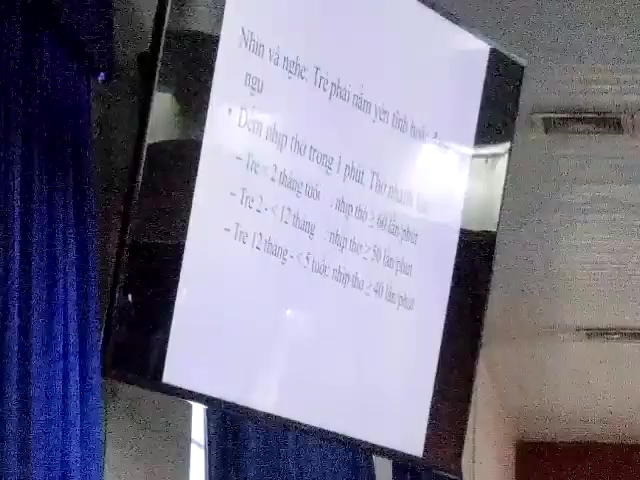 Nhìn và nghe: Trẻ phải nằm yên tĩnh hoặc
ngủ
• Đếm nhịp thở trong 1 phút. Thở nhanh
– Trẻ < 2 tháng tuổi : nhịp thở ≥ 60 lần/phút
– Trẻ 2 - < 12 tháng : nhịp thở ≥ 50 lần/phút
– Trẻ 12 tháng - < 5 tuổi: nhịp thở ≥ 40 lần/phút